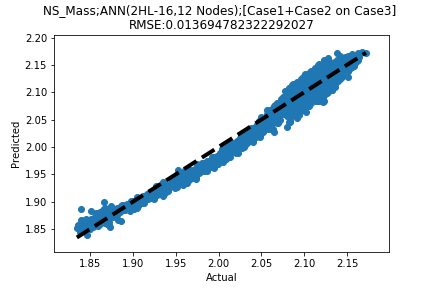 NS_Mass;ANN(2HL-16,12 Nodes);[Case1+Case2 on Case3]
RMSE:0.013694782322292027
2.20
2.15
2.10
2.05
2.00
1.95
1.90
1.85
Predicted
1.85 1.90 1.95 2.00 2.05 2.10 2.15
Actual